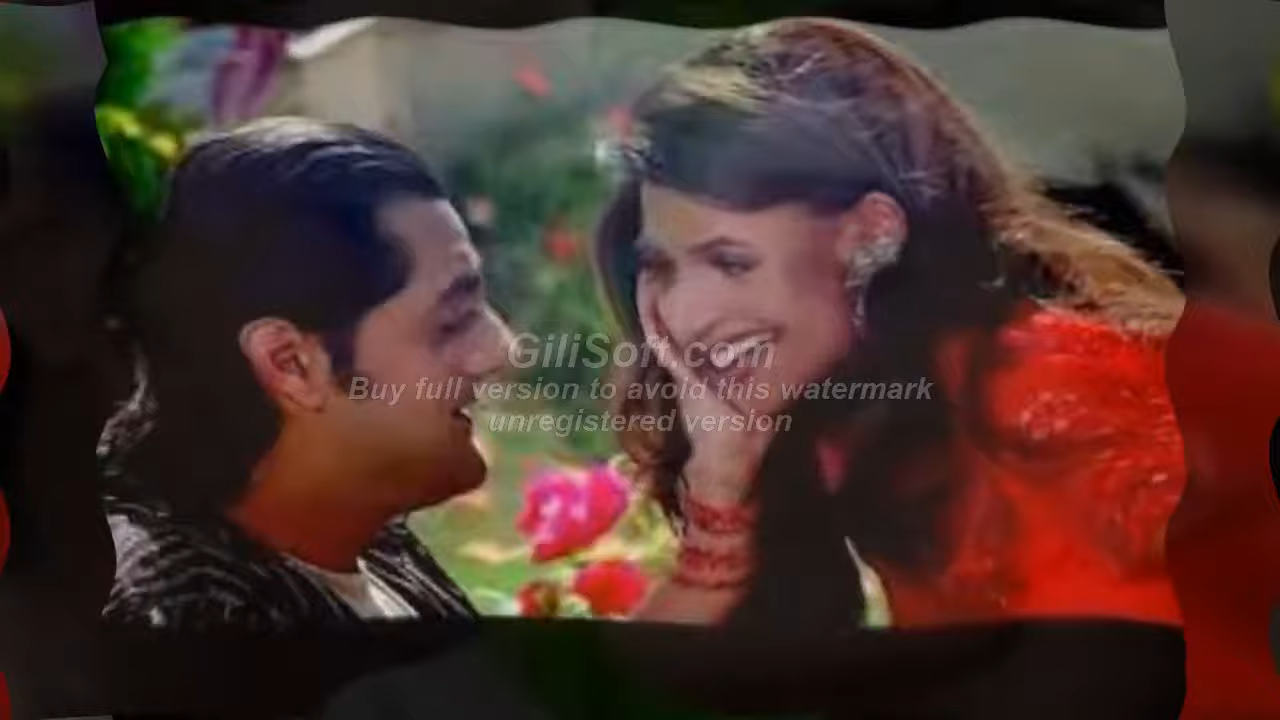 GiliSoft.com
Buy full version to avoid this watermark
unregistered version